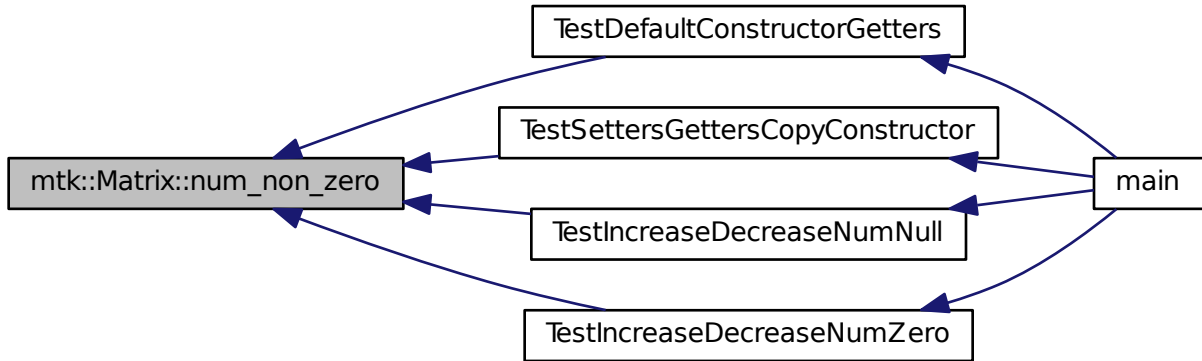 TestDefaultConstructorGetters
TestSettersGettersCopyConstructor
mtk::Matrix::num_non_zero
main
TestIncreaseDecreaseNumNull
TestIncreaseDecreaseNumZero